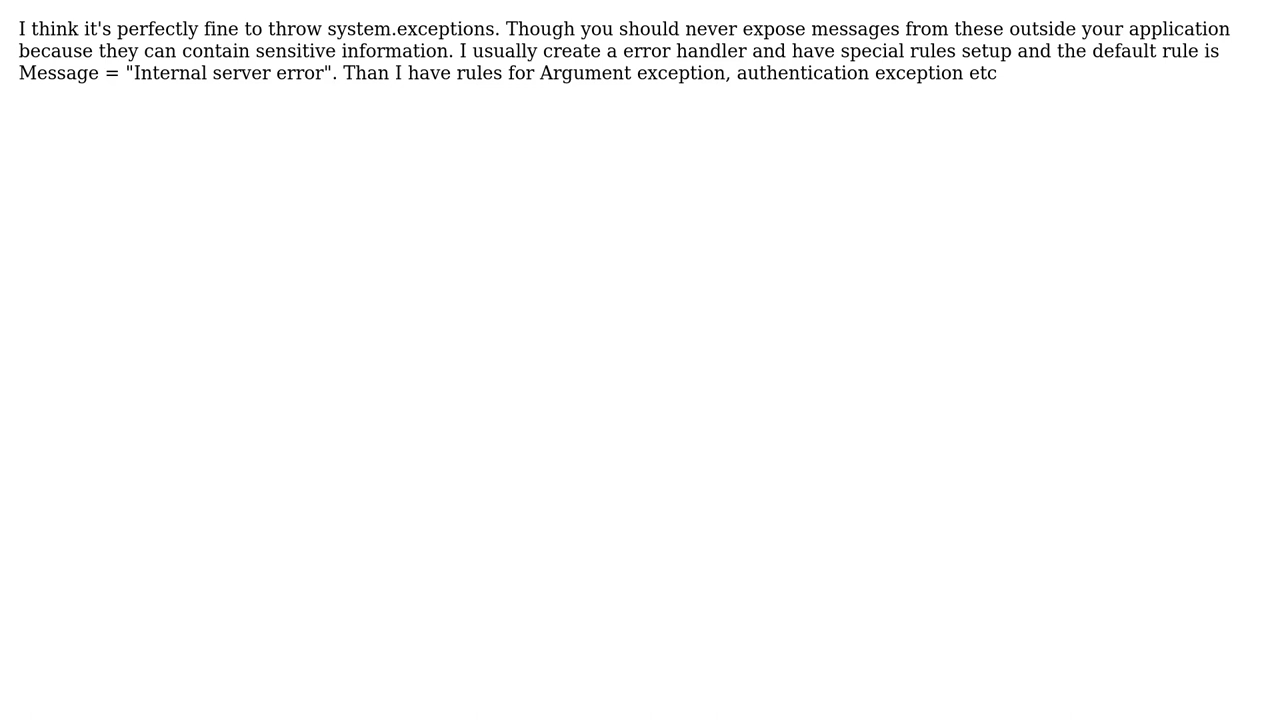 I think it's perfectly fine to throw system.exceptions. Though you should never expose messages from these outside your application
because they can contain sensitive information. I usually create a error handler and have special rules setup and the default rule is
Message = "Internal server error". Than I have rules for Argument exception, authentication exception etc